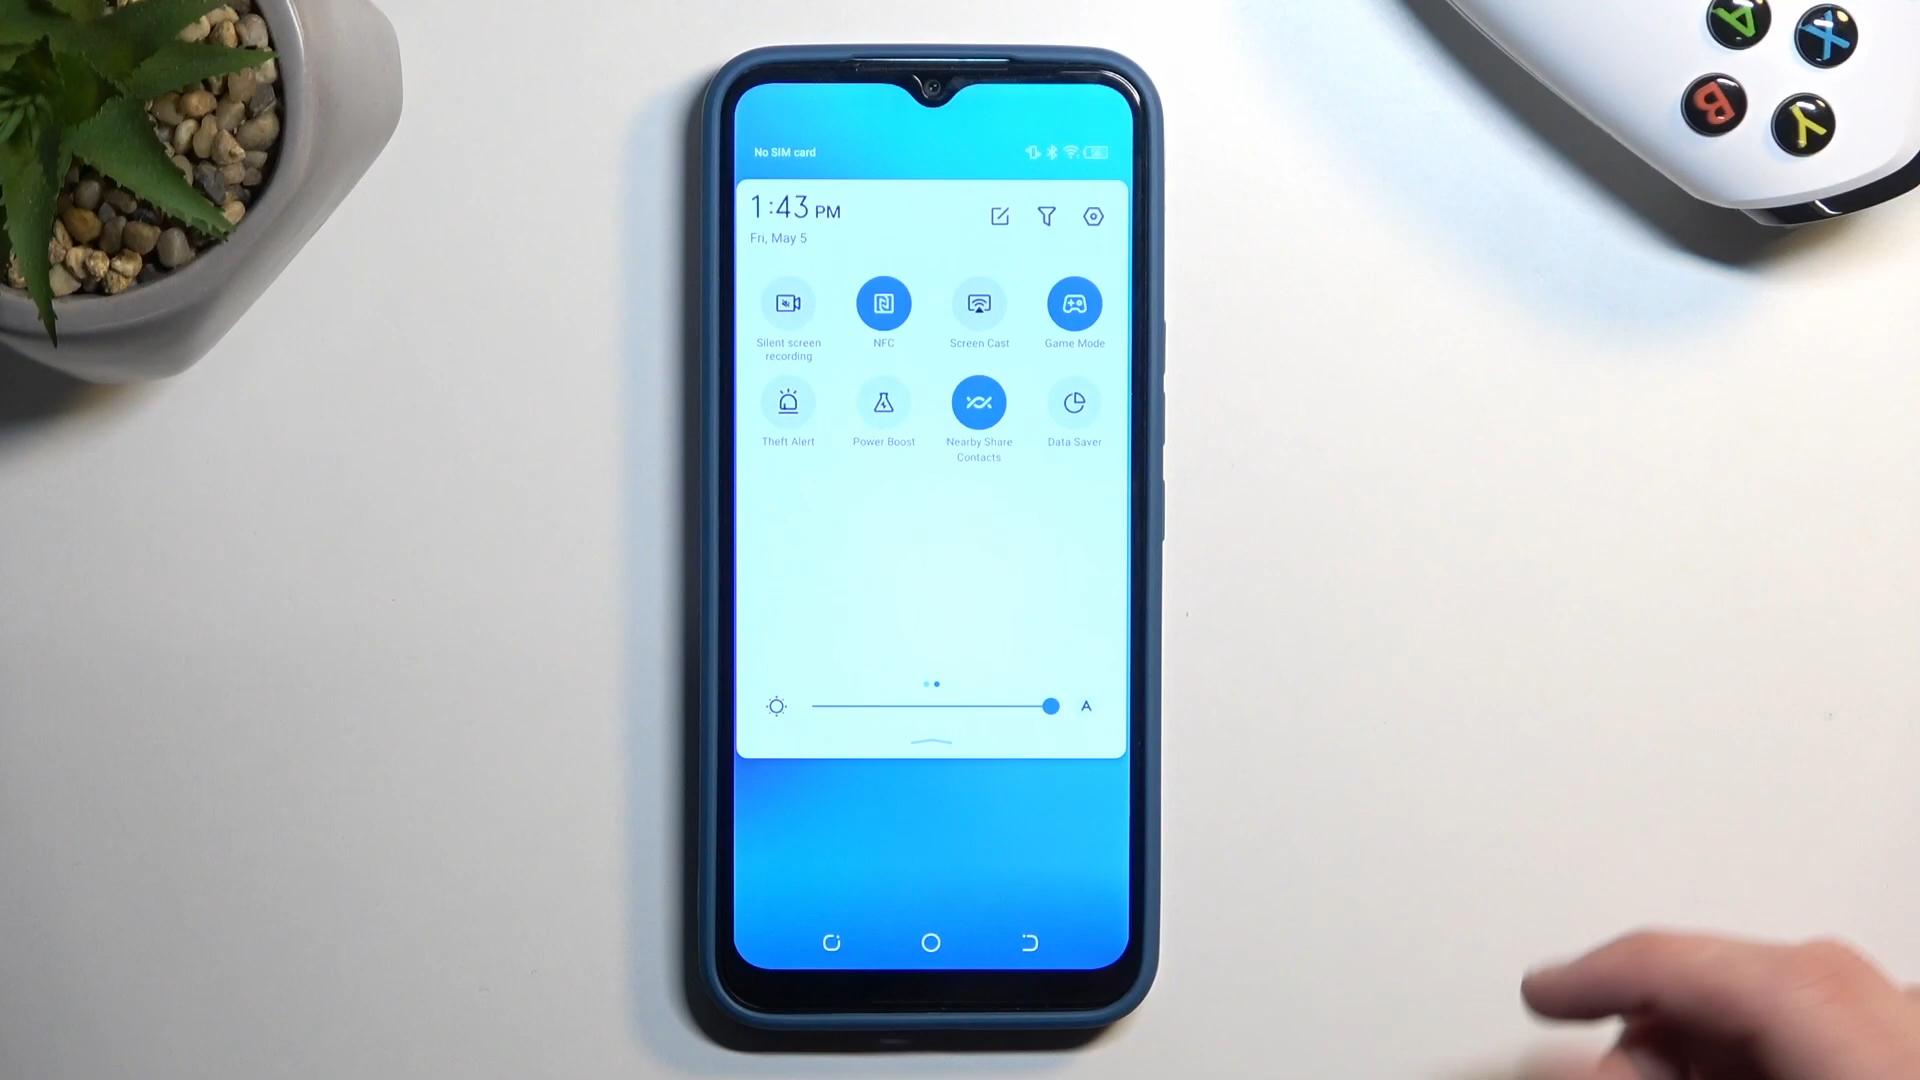 No SIM card
1:43 PM
Fri, May 5
Silent screen
recording
NFC
Screen Cast
Game Mode
Theft Alert
Power Boost
Nearby Share
Contacts
Data Saver
A
A
X
B
Y